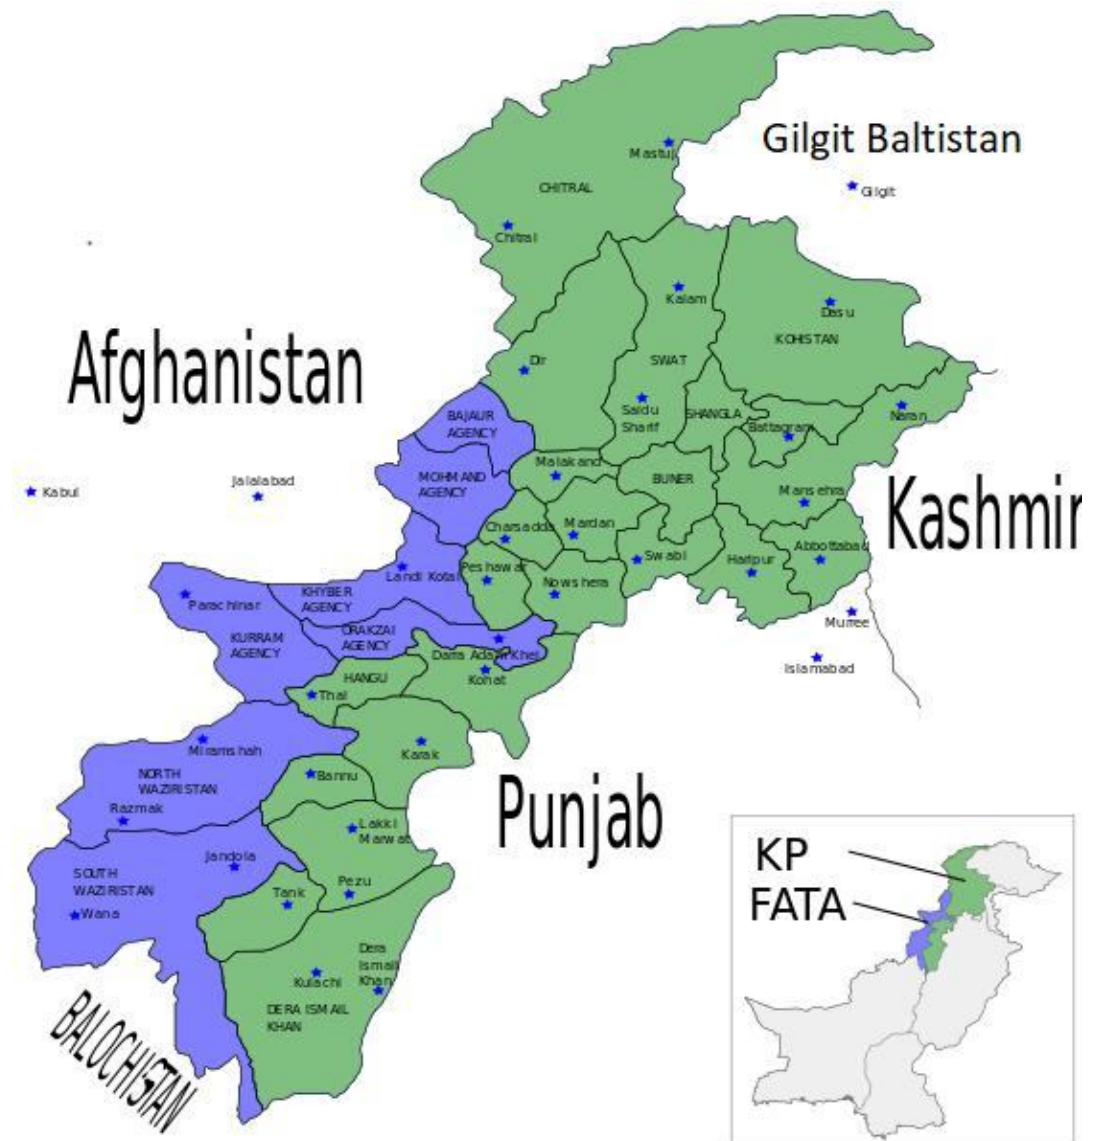 Gilgit Baltistan
Mastuj
Gilgit
CHITRAL
Chitral
Kalam
Dasu
KOHISTAN
Afghanistan
Dir
SWAT
Saidu
Sharif
SHANGLA
Naran
BAJAUR
AGENCY
Battagram
Malakand
MOHMAND
AGENCY
BUNER
Kashmir
Kabul
Jalalabad
Mansehra
Charsadda
Mardan
Abbottabad
Swabi
Haripur
Landi Kotal
Peshawar
Nowshera
Parachinar
KHYBER
AGENCY
Murree
KURRAM
AGENCY
ORAKZAI
AGENCY
Darra Adam Khel
Islamabad
HANGU
Kohat
Thal
Miramshah
Karak
NORTH
WAZIRISTAN
Bannu
Punjab
Razmak
Lakki
Marwat
Jandola
SOUTH
WAZIRISTAN
Pezu
Tank
Wana
KP
FATA
Dera
Ismail
Khan
Kulachi
DERA ISMAIL
KHAN
BALOCHISTAN